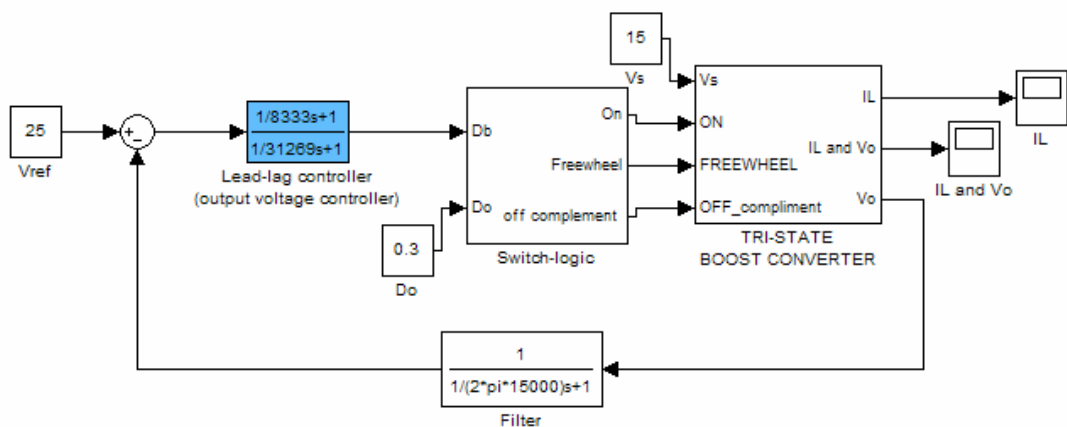 25
Vref
+
−
1/8333s+1
1/31269s+1
Lead-lag controller
(output voltage controller)
0.3
Do
Db
Do
On
Freewheel
off complement
Switch-logic
15
Vs
Vs
ON
FREEWHEEL
OFF_compliment
IL
IL and Vo
Vo
TRI-STATE
BOOST CONVERTER
IL
IL and Vo
1
1/(2*pi*15000)s+1
Filter